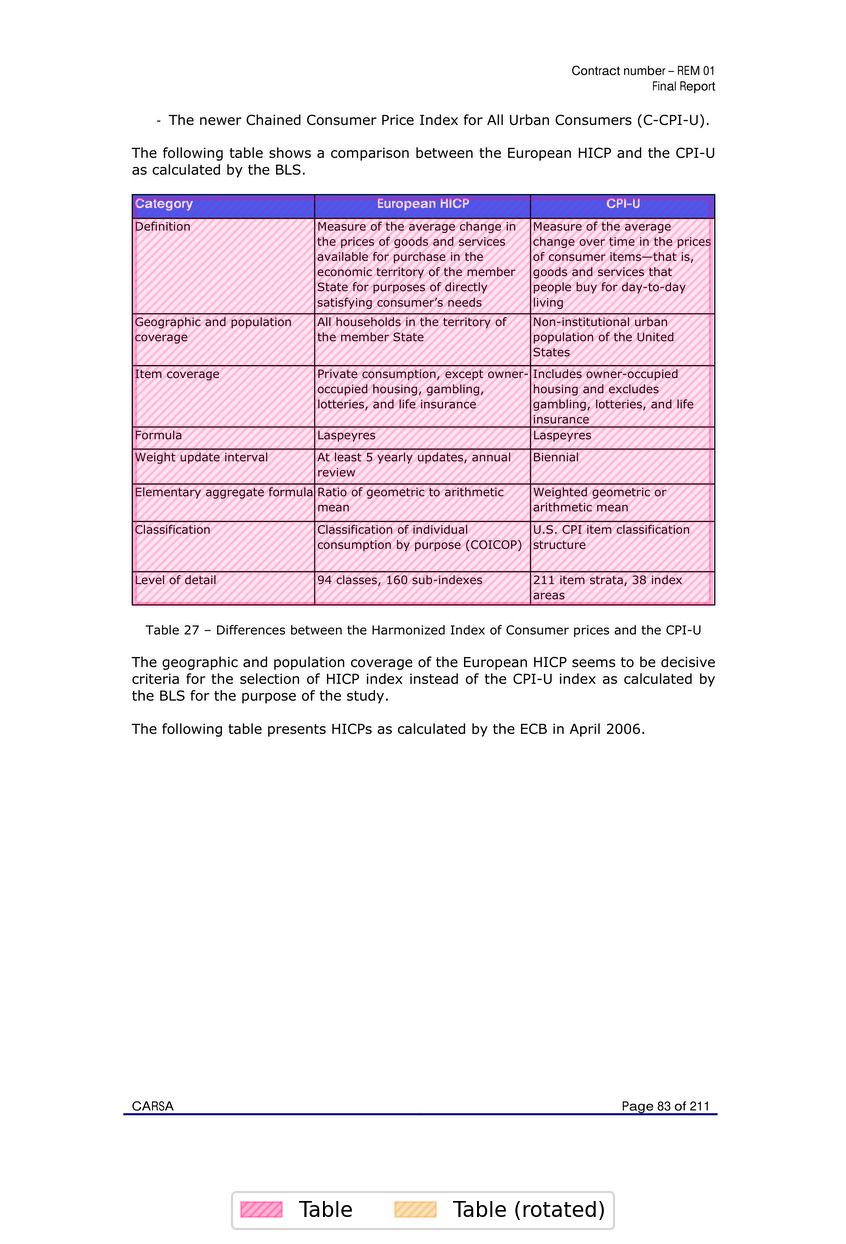 Contract number – REM 01
Final Report
- The newer Chained Consumer Price Index for All Urban Consumers (C-CPI-U).
The following table shows a comparison between the European HICP and the CPI-U
as calculated by the BLS.
Category European HICP CPI-U
Definition
Measure of the average change in
the prices of goods and services
available for purchase in the
economic territory of the member
State for purposes of directly
satisfying consumer’s needs
Measure of the average
change over time in the prices
of consumer items—that is,
goods and services that
people buy for day-to-day
living
Geographic and population
coverage
All households in the territory of
the member State
Non-institutional urban
population of the United
States
Item coverage
Private consumption, except owner-
occupied housing, gambling,
lotteries, and life insurance
Includes owner-occupied
housing and excludes
gambling, lotteries, and life
insurance
Formula
Laspeyres
Laspeyres
Weight update interval
At least 5 yearly updates, annual
review
Biennial
Elementary aggregate formula
Ratio of geometric to arithmetic
mean
Weighted geometric or
arithmetic mean
Classification
Classification of individual
consumption by purpose (COICOP)
U.S. CPI item classification
structure
Level of detail
94 classes, 160 sub-indexes
211 item strata, 38 index
areas
Table 27 – Differences between the Harmonized Index of Consumer prices and the CPI-U
The geographic and population coverage of the European HICP seems to be decisive
criteria for the selection of HICP index instead of the CPI-U index as calculated by
the BLS for the purpose of the study.
The following table presents HICPs as calculated by the ECB in April 2006.
CARSA Page 83 of 211
Table Table (rotated)